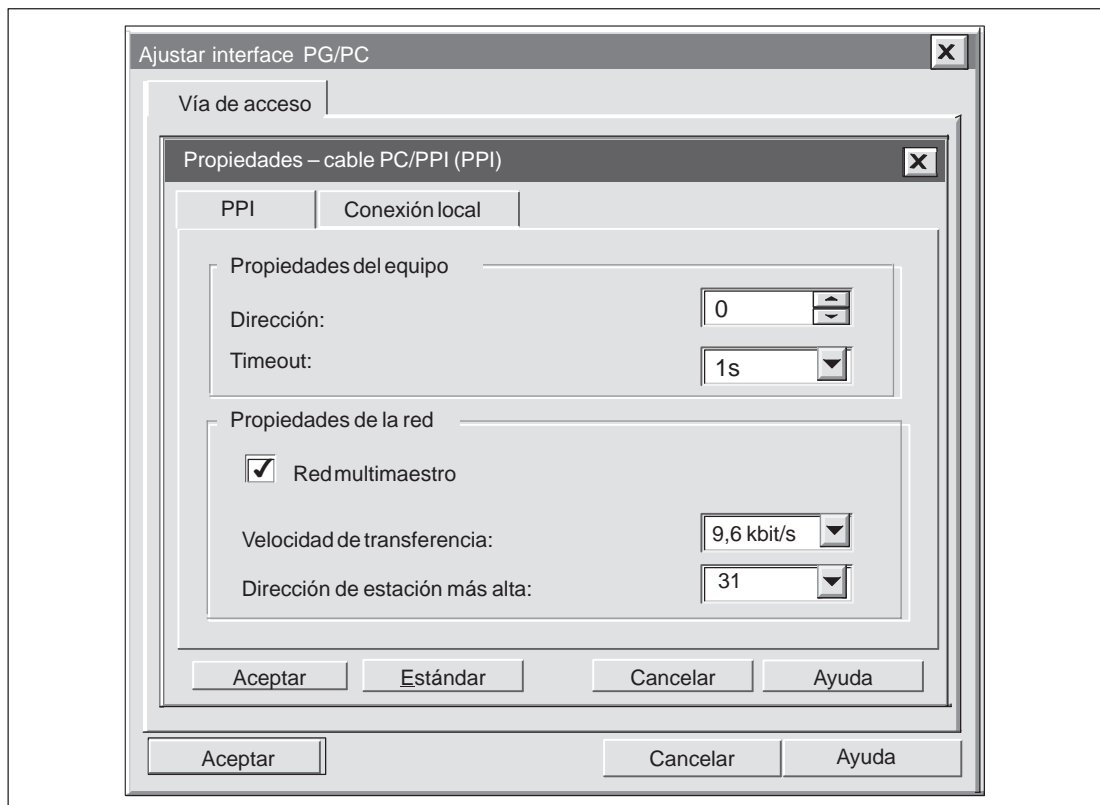 Ajustar interface PG/PC
Vía de acceso
Propiedades – cable PC/PPI (PPI)
PPI Conexión local
Propiedades del equipo
Dirección: 0
Timeout: 1s
Propiedades de la red
Red multimaestro
Velocidad de transferencia: 9,6 kbit/s
Dirección de estación más alta: 31
Aceptar Estándar Cancelar Ayuda
Aceptar Cancelar Ayuda